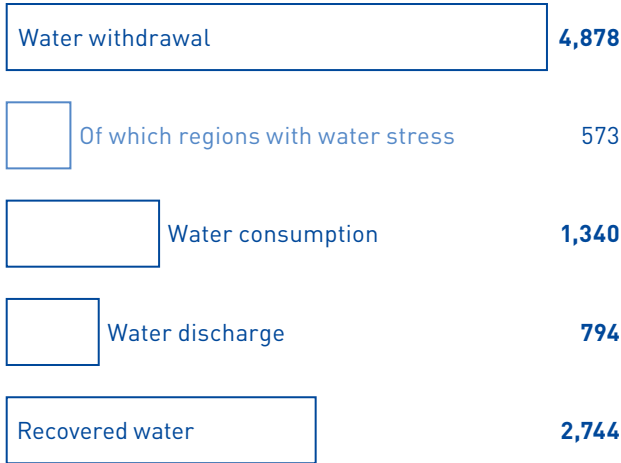 Water withdrawal 4,878
Of which regions with water stress 573
Water consumption 1,340
Water discharge 794
Recovered water 2,744